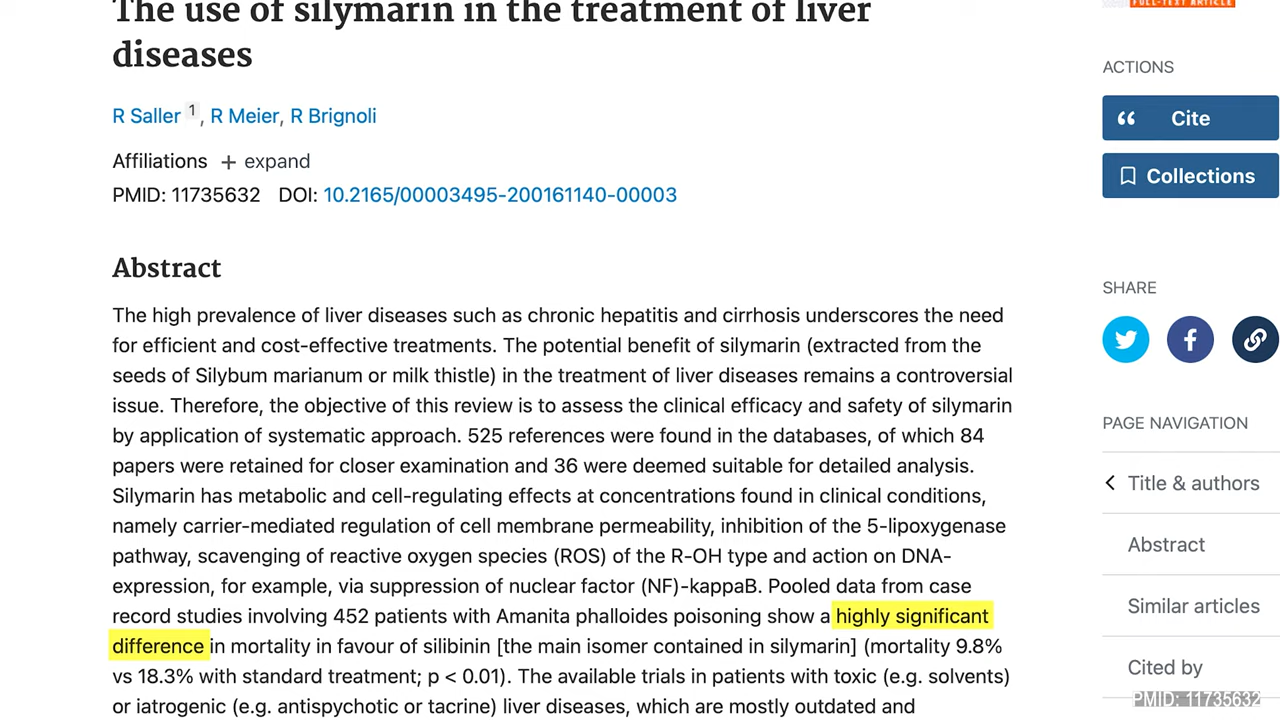 The use of silymarin in the treatment of liver
diseases
FULL-TEXT ARTICLE
R Saller 1, R Meier, R Brignoli
Affiliations + expand
PMID: 11735632 DOI: 10.2165/00003495-200161140-00003
Abstract
The high prevalence of liver diseases such as chronic hepatitis and cirrhosis underscores the need
for efficient and cost-effective treatments. The potential benefit of silymarin (extracted from the
seeds of Silybum marianum or milk thistle) in the treatment of liver diseases remains a controversial
issue. Therefore, the objective of this review is to assess the clinical efficacy and safety of silymarin
by application of systematic approach. 525 references were found in the databases, of which 84
papers were retained for closer examination and 36 were deemed suitable for detailed analysis.
Silymarin has metabolic and cell-regulating effects at concentrations found in clinical conditions,
namely carrier-mediated regulation of cell membrane permeability, inhibition of the 5-lipoxygenase
pathway, scavenging of reactive oxygen species (ROS) of the R-OH type and action on DNA-
expression, for example, via suppression of nuclear factor (NF)-kappaB. Pooled data from case
record studies involving 452 patients with Amanita phalloides poisoning show a highly significant
difference in mortality in favour of silibinin [the main isomer contained in silymarin] (mortality 9.8%
vs 18.3% with standard treatment; p < 0.01). The available trials in patients with toxic (e.g. solvents)
or iatrogenic (e.g. antispychotic or tacrine) liver diseases, which are mostly outdated and
ACTIONS
Cite
Collections
SHARE
PAGE NAVIGATION
Title & authors
Abstract
Similar articles
Cited by
PMID: 11735632